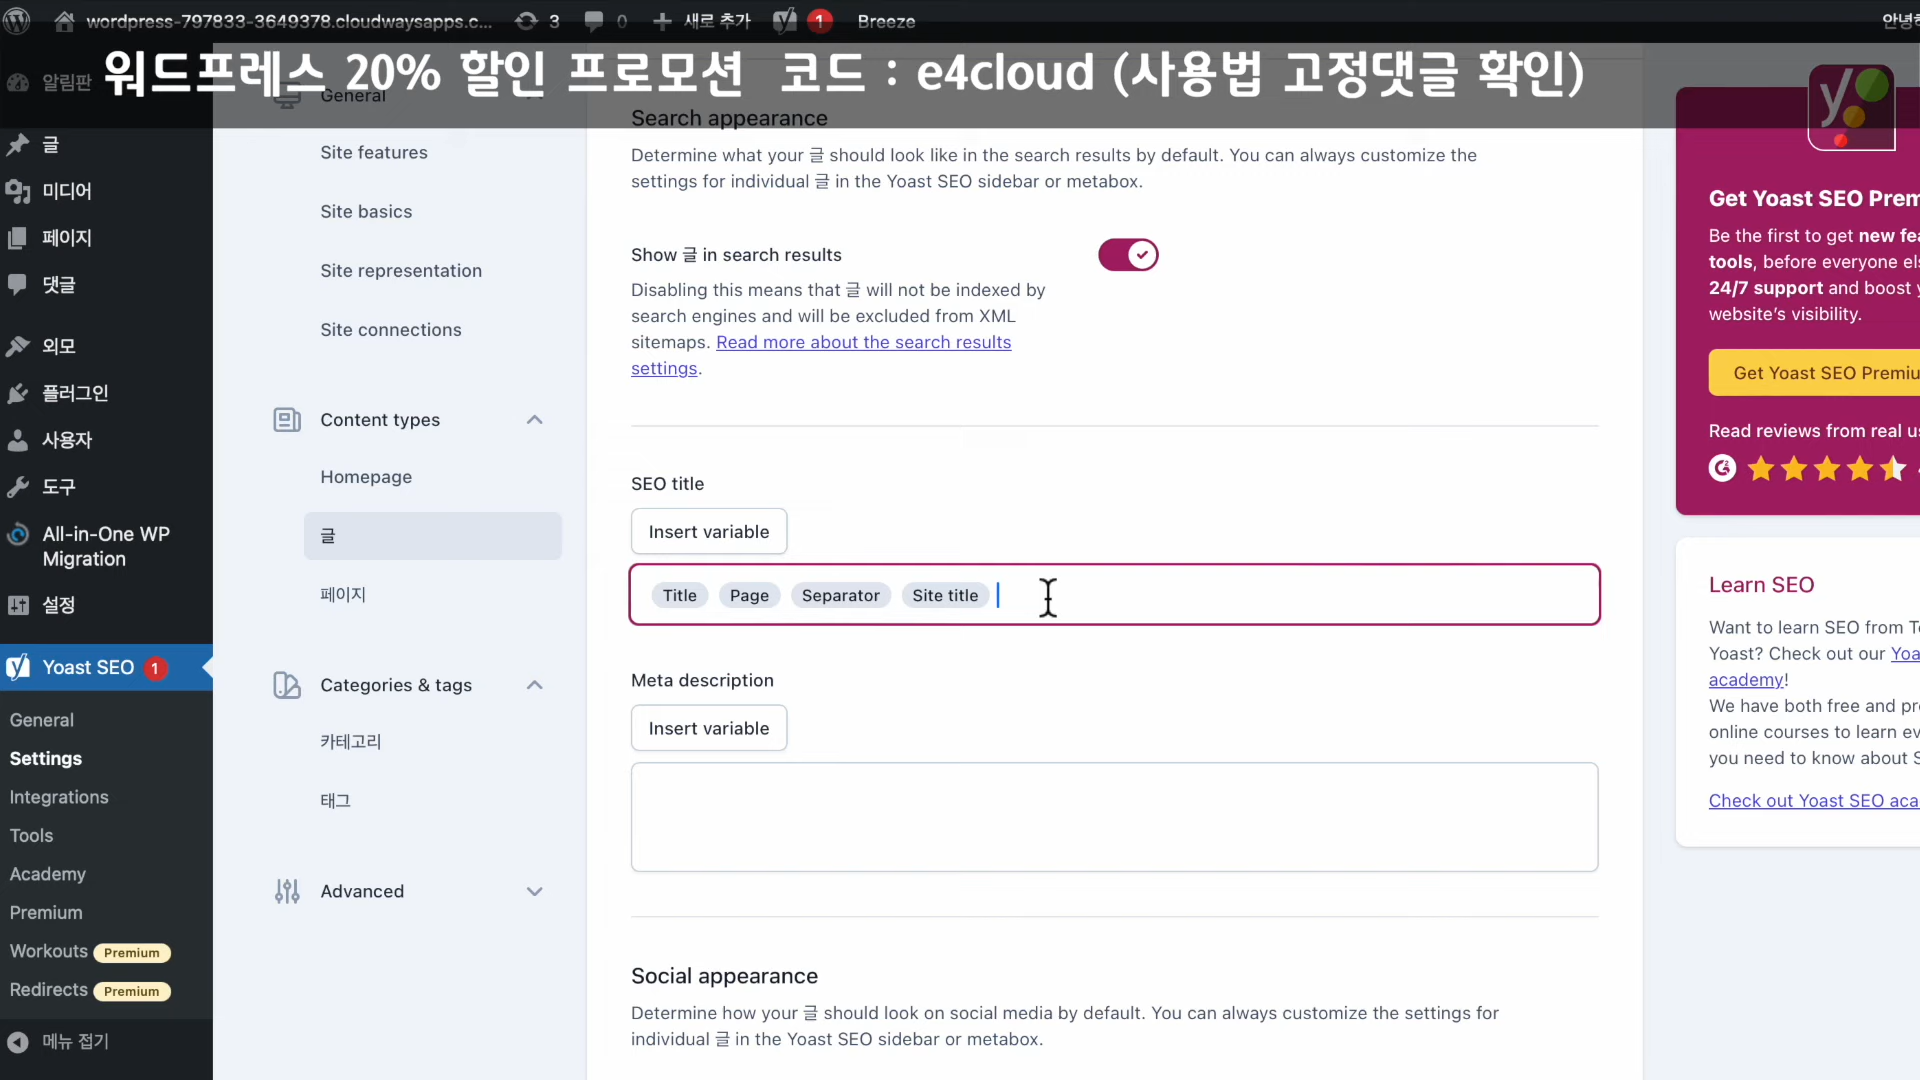 wordpress-797833-3649378.cloudwaysapps.c...
3
0
새로 추가
1
Breeze
워드프레스 20% 할인 프로모션 코드 : e4cloud (사용법 고정댓글 확인)
알림판
글
미디어
페이지
댓글
외모
플러그인
사용자
도구
All-in-One WP
Migration
설정
Yoast SEO 1
General
Settings
Integrations
Tools
Academy
Premium
Workouts Premium
Redirects Premium
메뉴 접기
General
Site features
Site basics
Site representation
Site connections
Content types
Homepage
글
페이지
Categories & tags
카테고리
태그
Advanced
Search appearance
Determine what your 글 should look like in the search results by default. You can always customize the
settings for individual 글 in the Yoast SEO sidebar or metabox.
Show 글 in search results
Disabling this means that 글 will not be indexed by
search engines and will be excluded from XML
sitemaps. Read more about the search results
settings.
SEO title
Insert variable
Title Page Separator Site title
Meta description
Insert variable
Social appearance
Determine how your 글 should look on social media by default. You can always customize the settings for
individual 글 in the Yoast SEO sidebar or metabox.
Get Yoast SEO Prem
Be the first to get new fea
tools, before everyone els
24/7 support and boost y
website's visibility.
Get Yoast SEO Premiu
Read reviews from real us
Learn SEO
Want to learn SEO from Te
Yoast? Check out our Yoa
academy!
We have both free and pre
online courses to learn ev
you need to know about S
Check out Yoast SEO aca